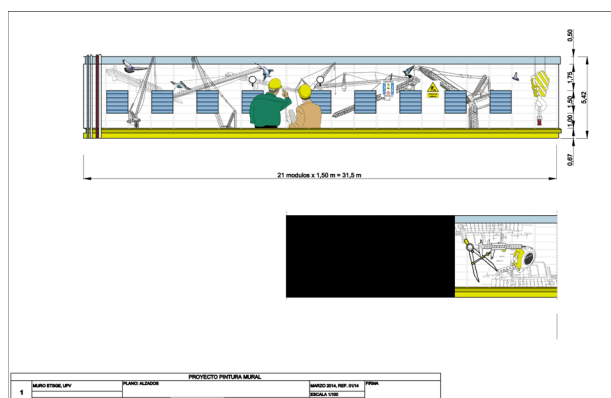 0,50
1,75
1,50
1,00
0,67
5,42
21 modulos x 1,50 m = 31,5 m
PROYECTO PINTURA MURAL
1
MURO ETSGE, UPV
PLANO: ALZADOS
MARZO 2014, REF. 01/14
FIRMA
ESCALA 1/100